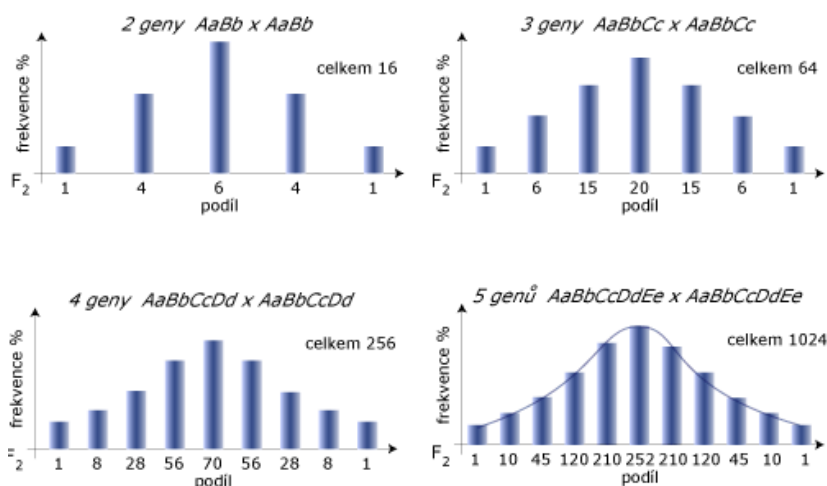 2 geny AaBb x AaBb
frekvence %
celkem 16
F2
1 4 6 4 1
podíl
3 geny AaBbCc x AaBbCc
frekvence %
celkem 64
F2
1 6 15 20 15 6 1
podíl
4 geny AaBbCcDd x AaBbCcDd
frekvence %
celkem 256
2
1 8 28 56 70 56 28 8 1
podíl
5 genů AaBbCcDdEe x AaBbCcDdEe
frekvence %
celkem 1024
F2
1 10 45 120 210 252 210 120 45 10 1
podíl